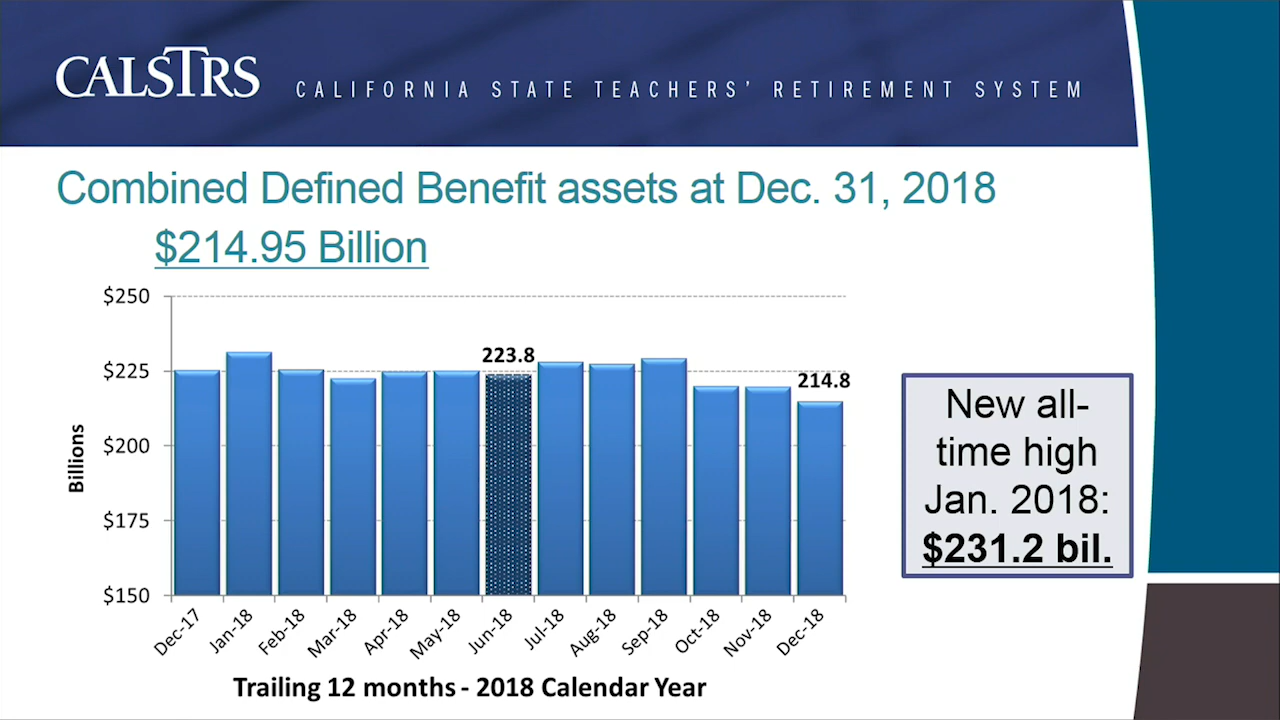 CALSTRS CALIFORNIA STATE TEACHERS' RETIREMENT SYSTEM
Combined Defined Benefit assets at Dec. 31, 2018
$214.95 Billion
$250
$225
$200
$175
$150
Billions
223.8
214.8
Dec-17 Jan-18 Feb-18 Mar-18 Apr-18 May-18 Jun-18 Jul-18 Aug-18 Sep-18 Oct-18 Nov-18 Dec-18
Trailing 12 months - 2018 Calendar Year
New all-
time high
Jan. 2018:
$231.2 bil.